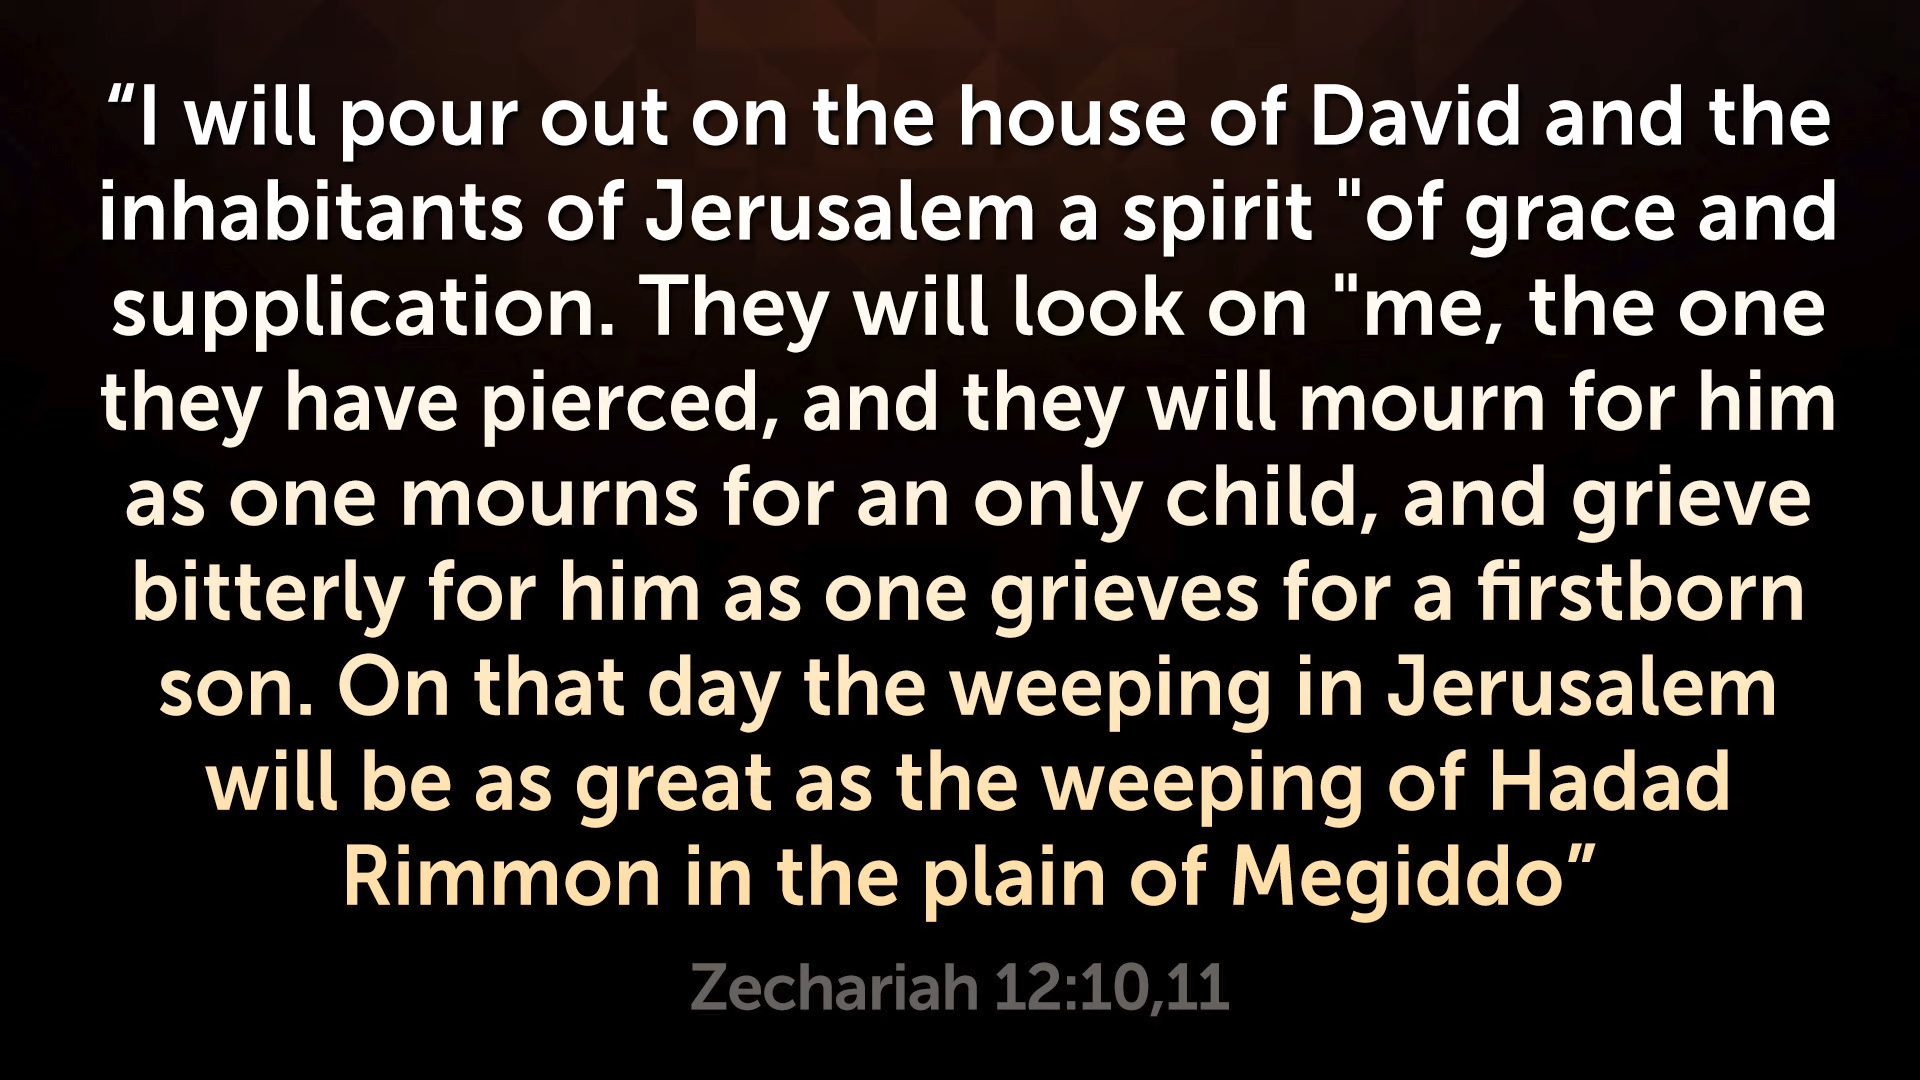 “I will pour out on the house of David and the
inhabitants of Jerusalem a spirit "of grace and
supplication. They will look on "me, the one
they have pierced, and they will mourn for him
as one mourns for an only child, and grieve
bitterly for him as one grieves for a firstborn
son. On that day the weeping in Jerusalem
will be as great as the weeping of Hadad
Rimmon in the plain of Megiddo”
Zechariah 12:10,11